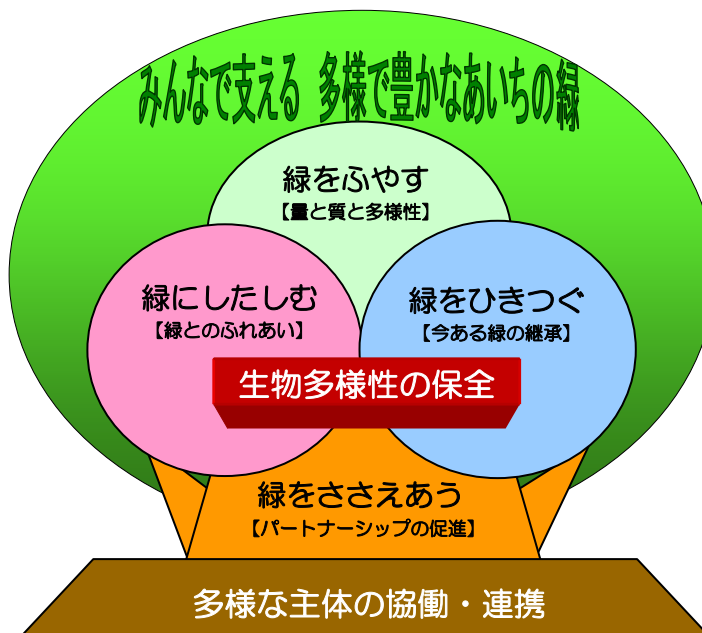 みんなで支える 多様で豊かなあいちの緑
緑をふやす
【量と質と多様性】
緑にしたしむ
【緑とのふれあい】
緑をひきつぐ
【今ある緑の継承】
生物多様性の保全
緑をささえあう
【パートナーシップの促進】
多様な主体の協働・連携